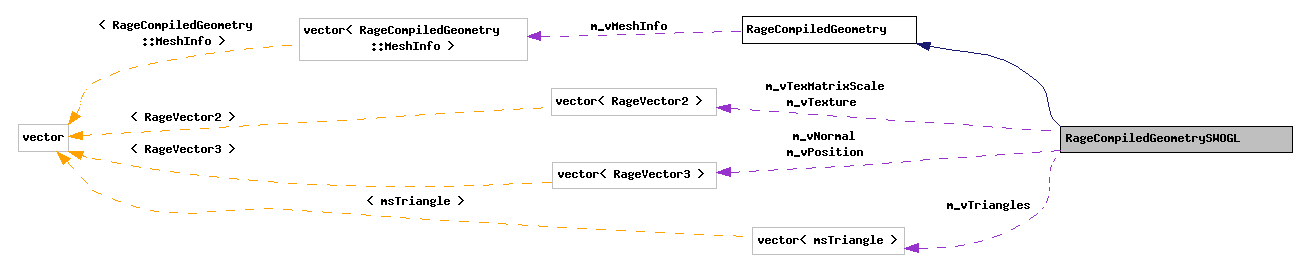 < RageCompiledGeometry
::MeshInfo >
vector< RageCompiledGeometry
::MeshInfo >
m_vMeshInfo
RageCompiledGeometry
m_vTexMatrixScale
m_vTexture
vector< RageVector2 >
< RageVector2 >
vector
< RageVector3 >
m_vNormal
m_vPosition
RageCompiledGeometrySWOGL
vector< RageVector3 >
< msTriangle >
m_vTriangles
vector< msTriangle >